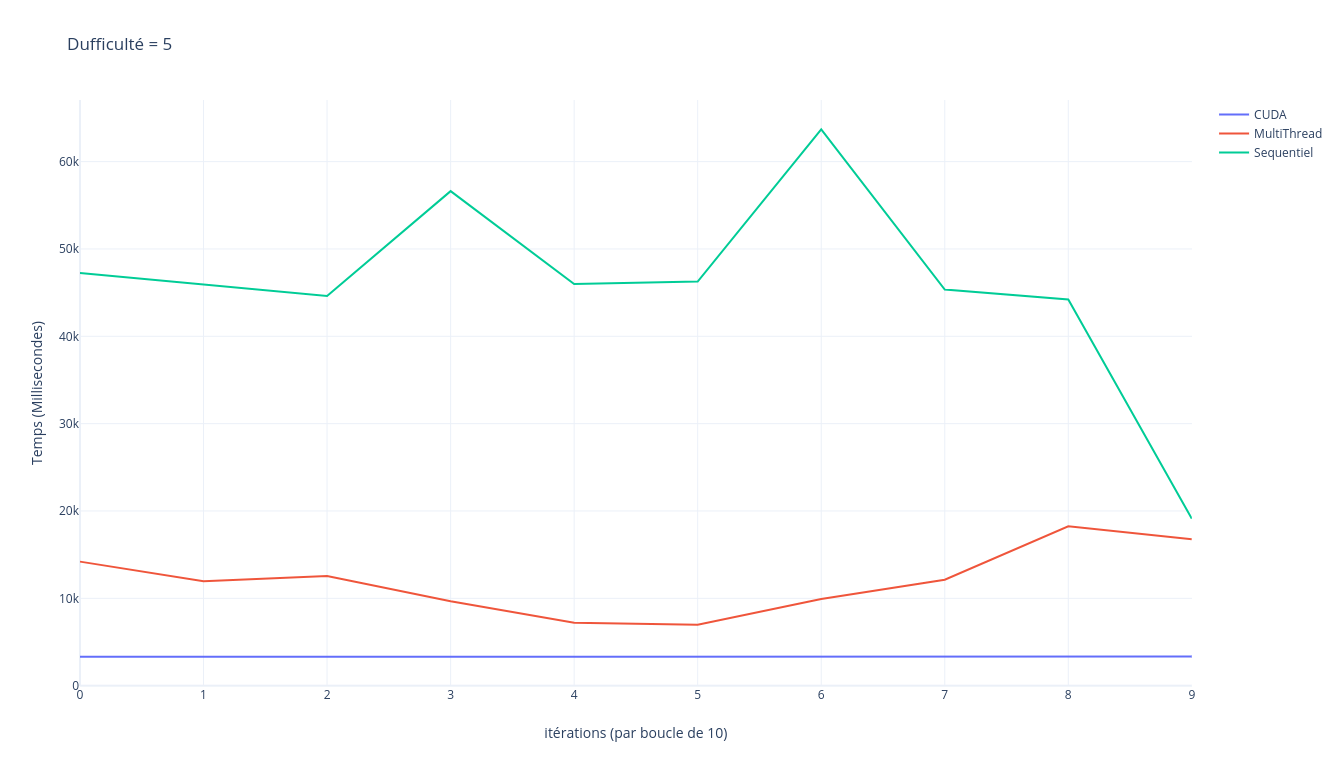 Dufficulté = 5
CUDA
MultiThread
Sequentiel
60k
50k
40k
30k
20k
10k
0
Temps (Millisecondes)
0 1 2 3 4 5 6 7 8 9
itérations (par boucle de 10)